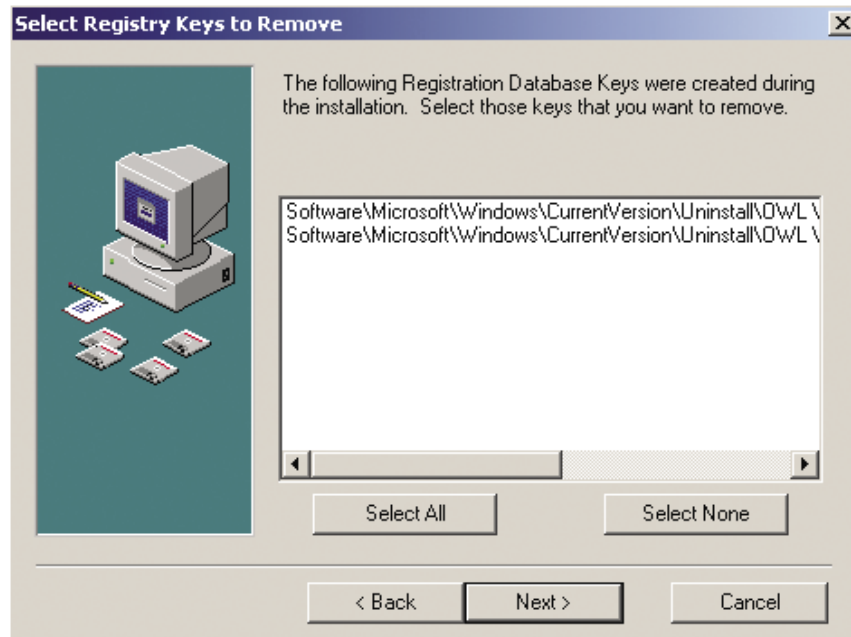 Select Registry Keys to Remove
The following Registration Database Keys were created during
the installation. Select those keys that you want to remove.
Software\Microsoft\Windows\CurrentVersion\Uninstall\OWL \
Software\Microsoft\Windows\CurrentVersion\Uninstall\OWL \
Select All
Select None
< Back
Next >
Cancel